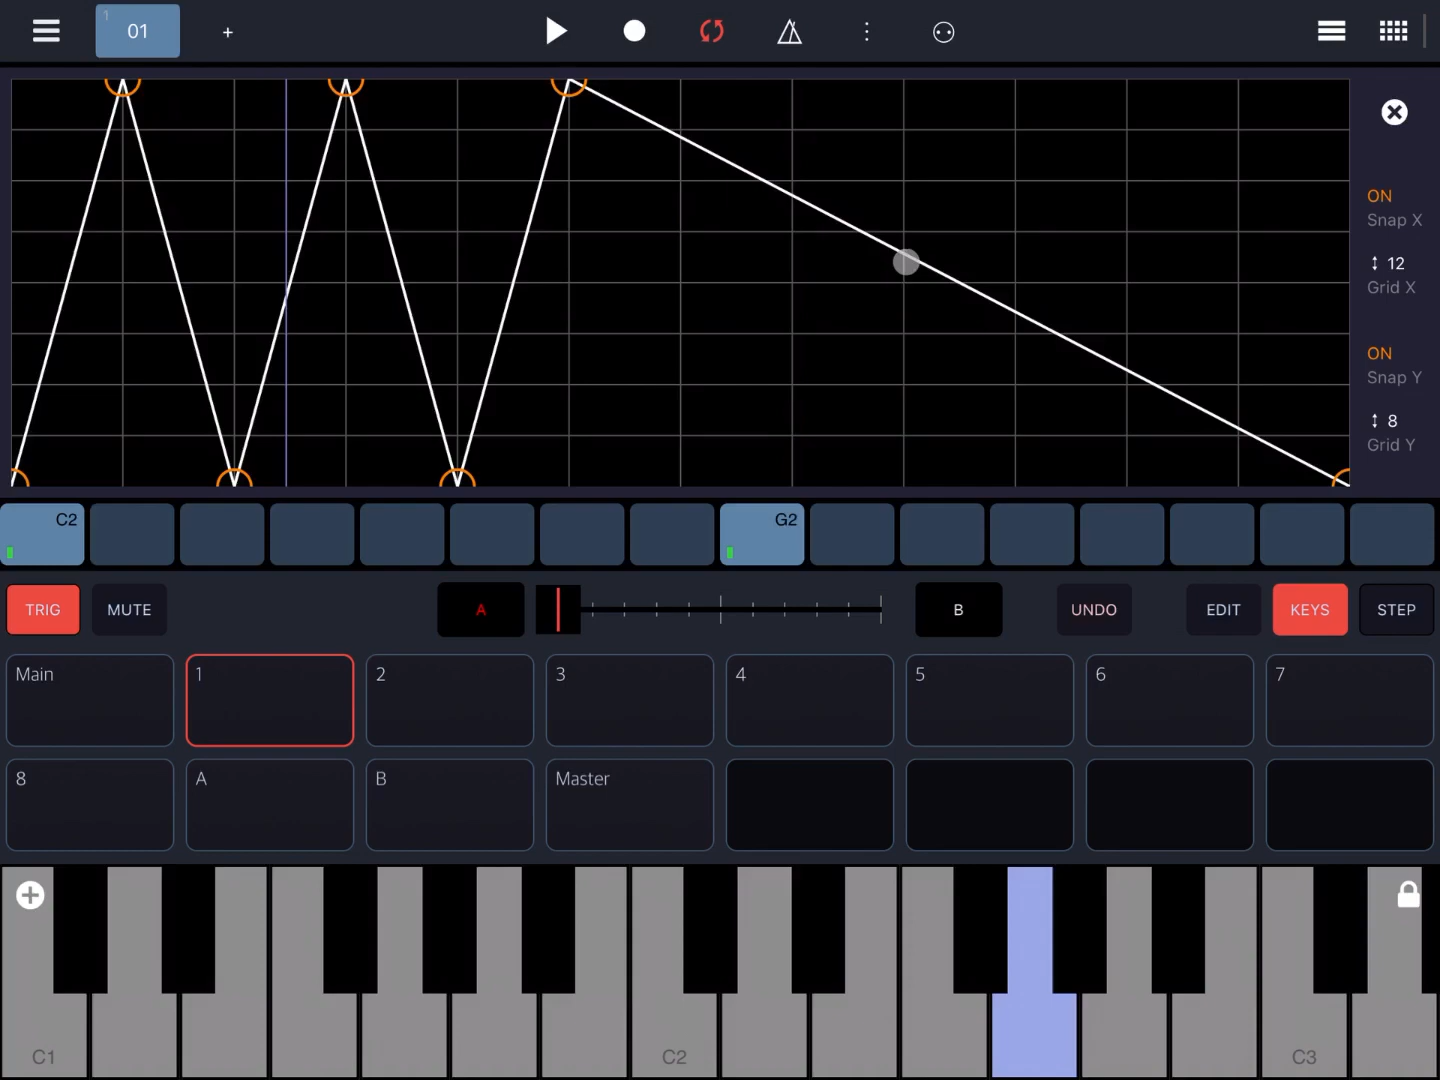 1
01
+
ON
Snap X
12
Grid X
ON
Snap Y
8
Grid Y
C2
G2
TRIG
MUTE
A
B
UNDO
EDIT
KEYS
STEP
Main
1
2
3
4
5
6
7
8
A
B
Master
C1
C2
C3